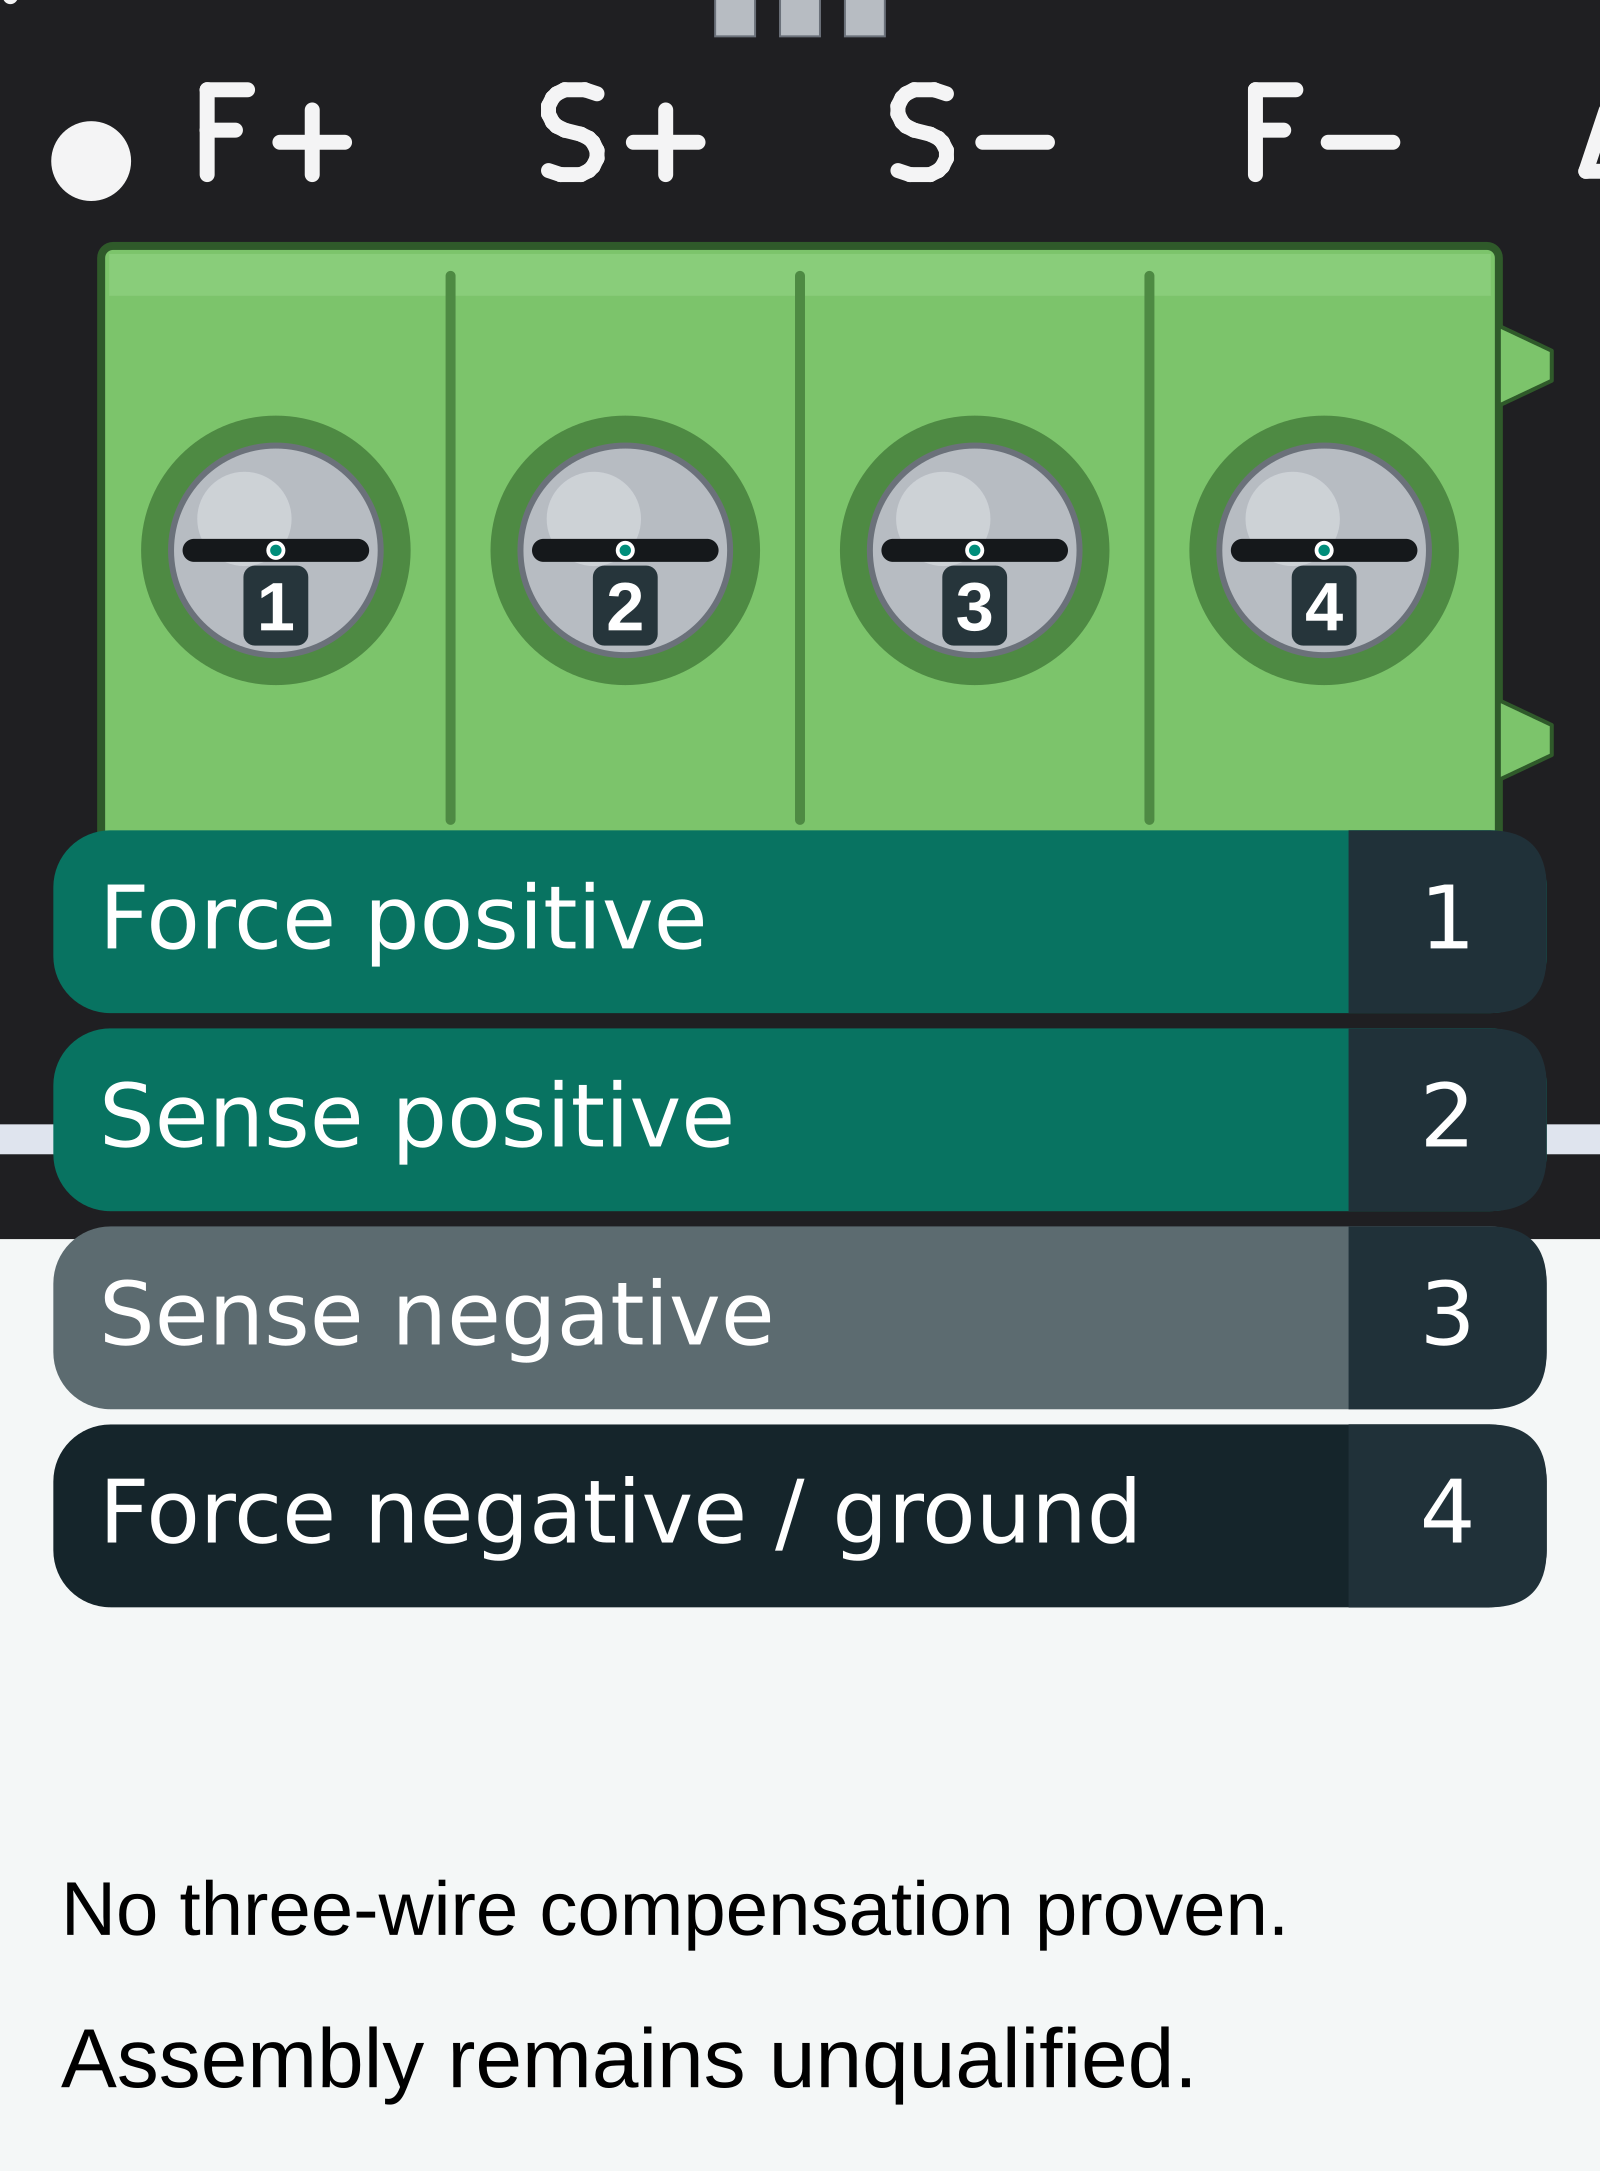 F+ S+ S− F−
1 2 3 4
Force positive 1
Sense positive 2
Sense negative 3
Force negative / ground 4
No three-wire compensation proven.
Assembly remains unqualified.